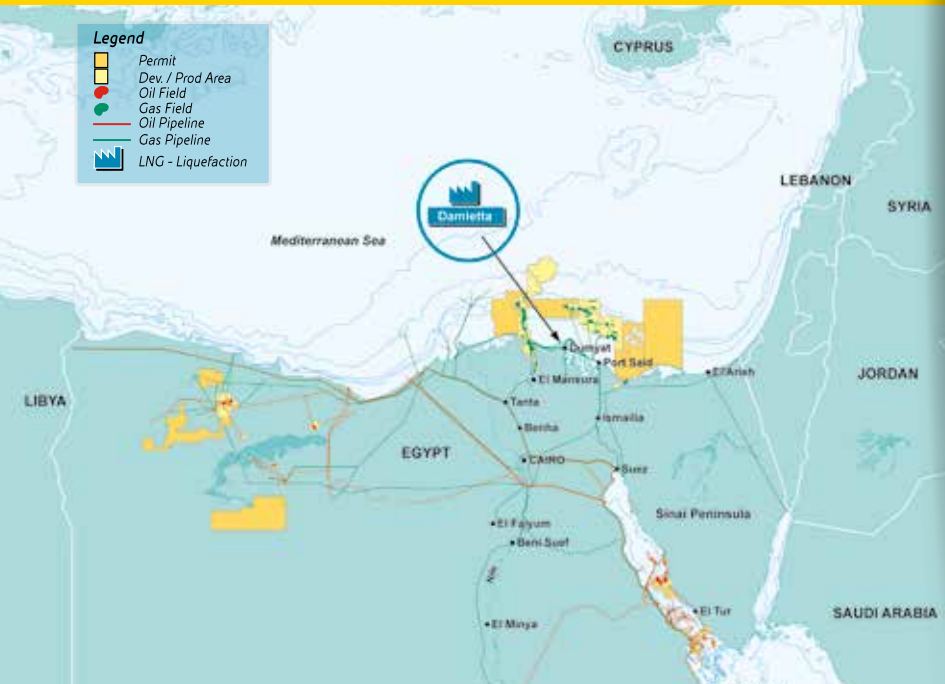 Legend
Permit
Dev. / Prod Area
Oil Field
Gas Field
Oil Pipeline
Gas Pipeline
LNG - Liquefaction
CYPRUS
LEBANON
SYRIA
Damietta
Mediterranean Sea
Dumyat
Port Said
El'Arish
El Mansura
JORDAN
LIBYA
Tanta
Ismailia
Benha
EGYPT
CAIRO
Suez
Sinai Peninsula
El Faiyum
Beni Suef
Nile
El Tur
SAUDI ARABIA
El Minya